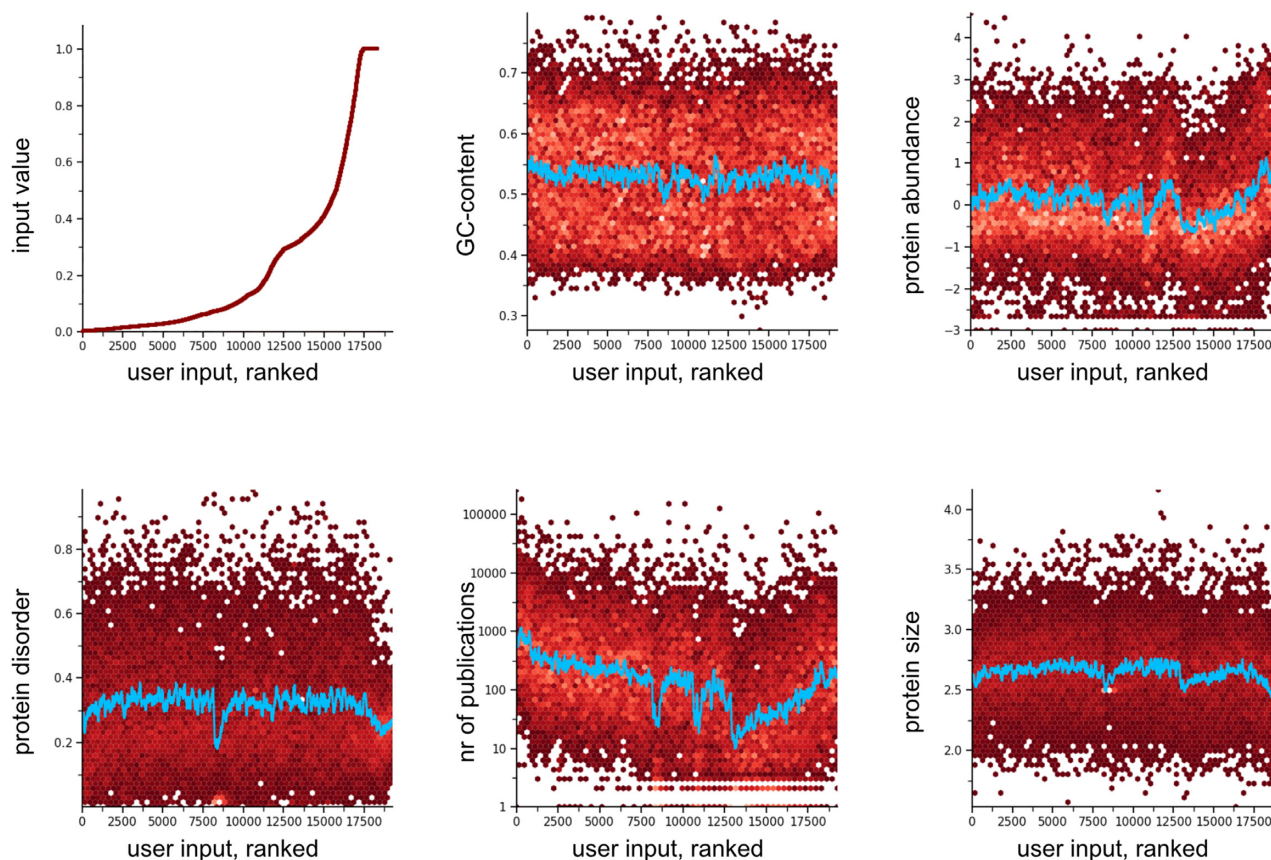 input value
1.0
0.8
0.6
0.4
0.2
0.0
0 2500 5000 7500 10000 12500 15000 17500
user input, ranked
GC-content
0.7
0.6
0.5
0.4
0.3
0 2500 5000 7500 10000 12500 15000 17500
user input, ranked
protein abundance
4
3
2
1
0
−1
−2
−3
0 2500 5000 7500 10000 12500 15000 17500
user input, ranked
protein disorder
0.8
0.6
0.4
0.2
0 2500 5000 7500 10000 12500 15000 17500
user input, ranked
nr of publications
100000
10000
1000
100
10
1
0 2500 5000 7500 10000 12500 15000 17500
user input, ranked
protein size
4.0
3.5
3.0
2.5
2.0
0 2500 5000 7500 10000 12500 15000 17500
user input, ranked